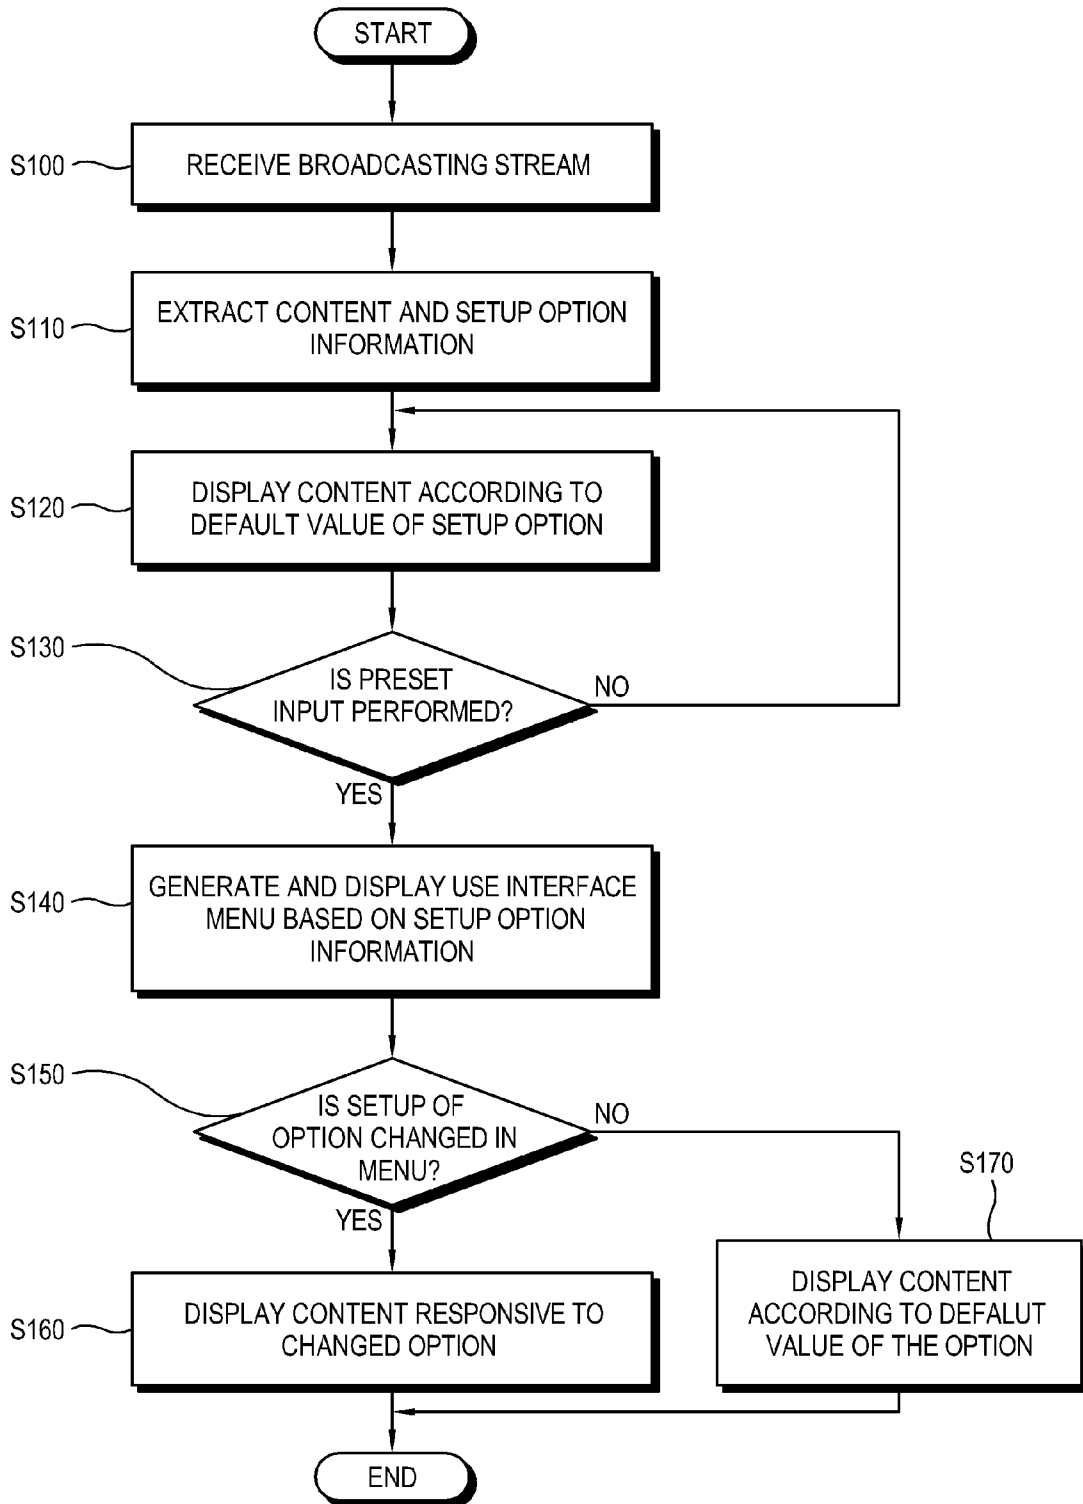 START
S100
RECEIVE BROADCASTING STREAM
S110
EXTRACT CONTENT AND SETUP OPTION
INFORMATION
S120
DISPLAY CONTENT ACCORDING TO
DEFAULT VALUE OF SETUP OPTION
S130
IS PRESET
INPUT PERFORMED?
NO
YES
S140
GENERATE AND DISPLAY USE INTERFACE
MENU BASED ON SETUP OPTION
INFORMATION
S150
IS SETUP OF
OPTION CHANGED IN
MENU?
NO
YES
S170
DISPLAY CONTENT
ACCORDING TO DEFALUT
VALUE OF THE OPTION
S160
DISPLAY CONTENT RESPONSIVE TO
CHANGED OPTION
END